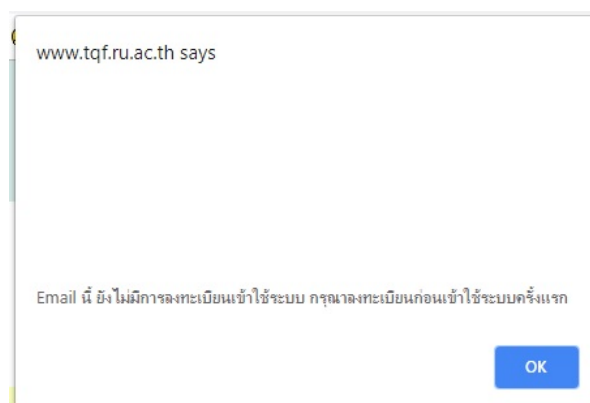 www.tqf.ru.ac.th says
Email นี้ ยังไม่มีการลงทะเบียนเข้าใช้ระบบ กรุณาลงทะเบียนก่อนเข้าใช้ระบบครั้งแรก
OK